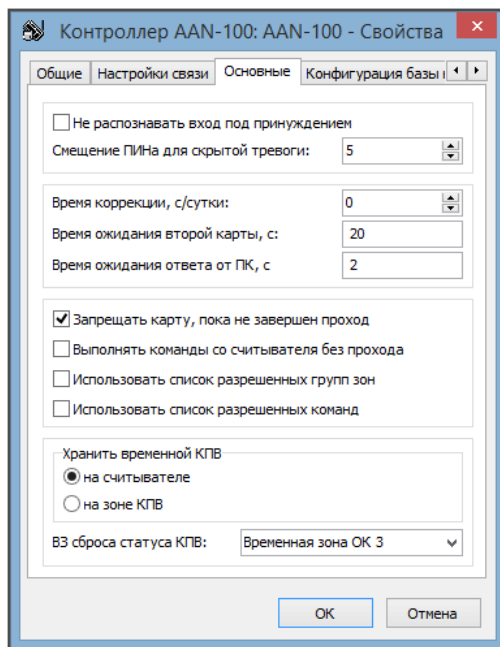 Контроллер AAN-100: AAN-100 - Свойства
Общие Настройки связи Основные Конфигурация базы
Не распознавать вход под принуждением
Смещение ПИНа для скрытой тревоги: 5
Время коррекции, с/сутки: 0
Время ожидания второй карты, с: 20
Время ожидания ответа от ПК, с 2
Запрещать карту, пока не завершен проход
Выполнять команды со считывателя без прохода
Использовать список разрешенных групп зон
Использовать список разрешенных команд
Хранить временной КПВ
на считывателе
на зоне КПВ
ВЗ сброса статуса КПВ: Временная зона ОК 3
ОК Отмена